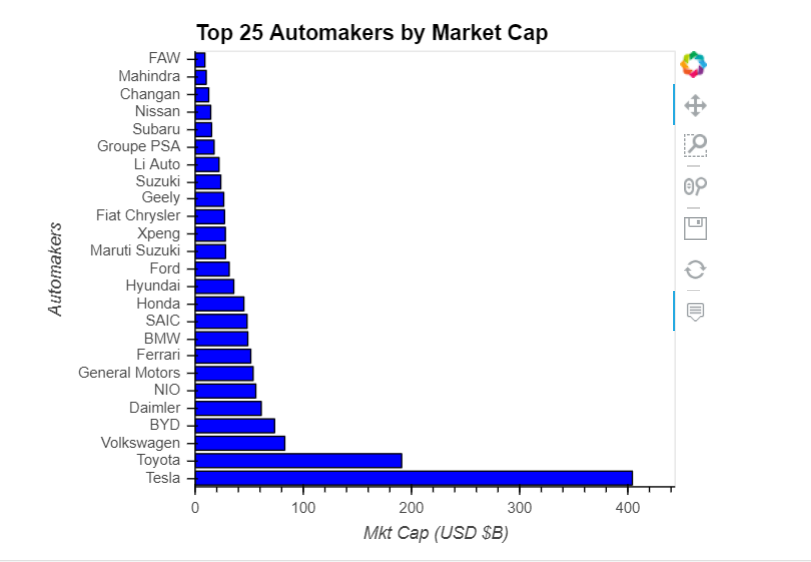 Top 25 Automakers by Market Cap
FAW
Mahindra
Changan
Nissan
Subaru
Groupe PSA
Li Auto
Suzuki
Geely
Fiat Chrysler
Xpeng
Maruti Suzuki
Ford
Hyundai
Honda
SAIC
BMW
Ferrari
General Motors
NIO
Daimler
BYD
Volkswagen
Toyota
Tesla
Automakers
0 100 200 300 400
Mkt Cap (USD $B)